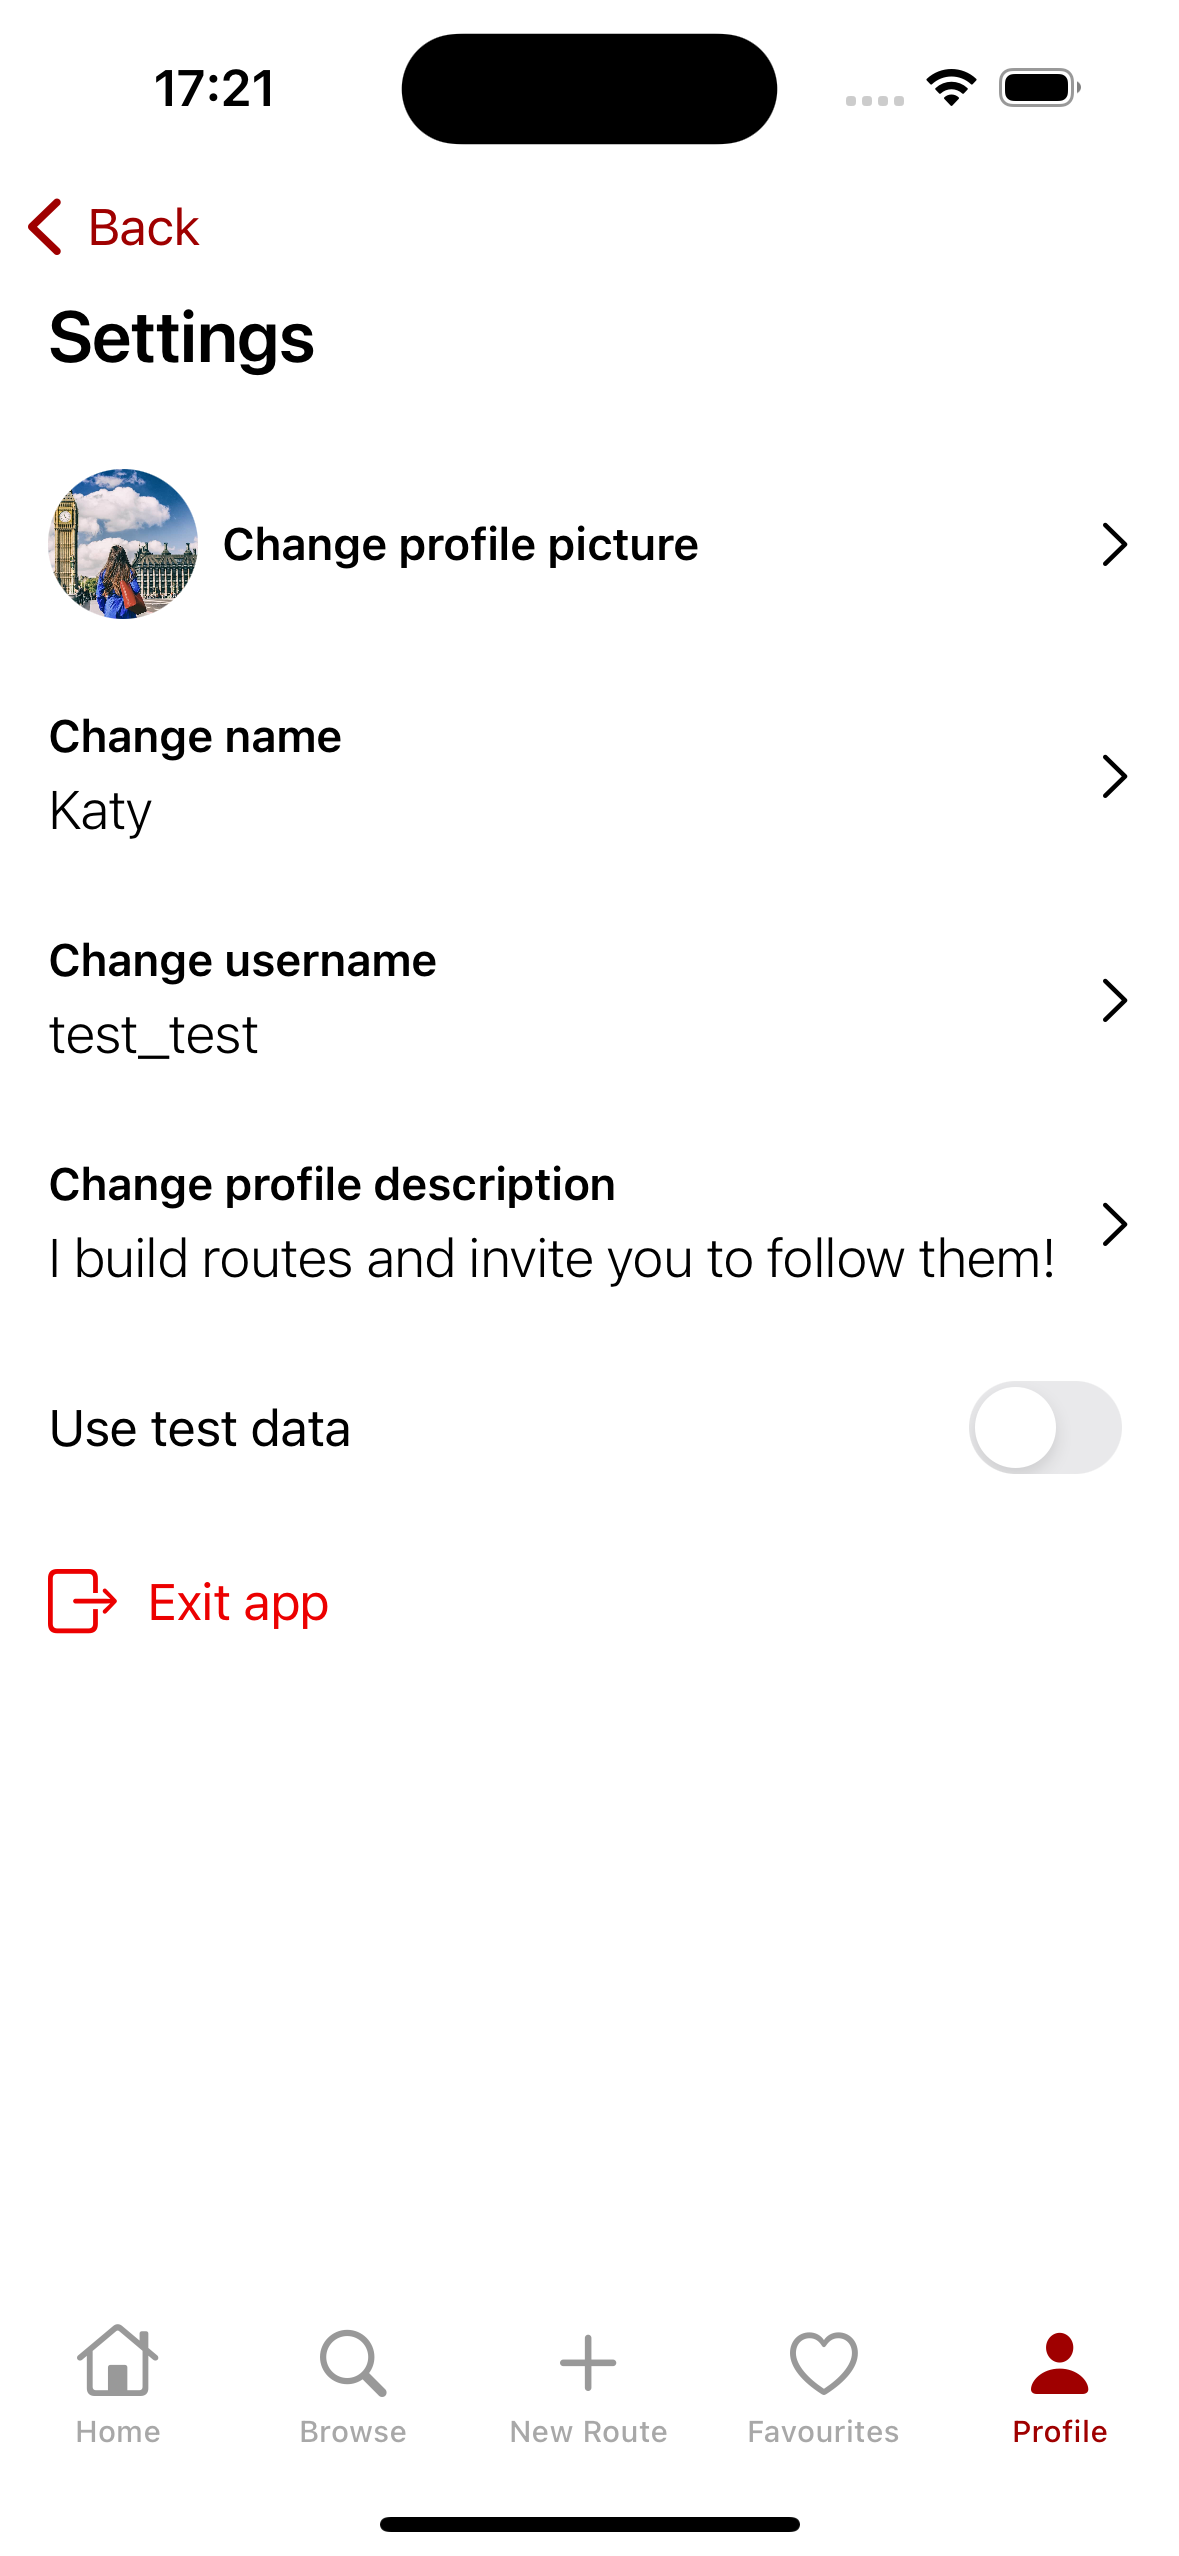 17:21
Back
Settings
Change profile picture
Change name
Katy
Change username
test_test
Change profile description
I build routes and invite you to follow them!
Use test data
Exit app
Home
Browse
New Route
Favourites
Profile